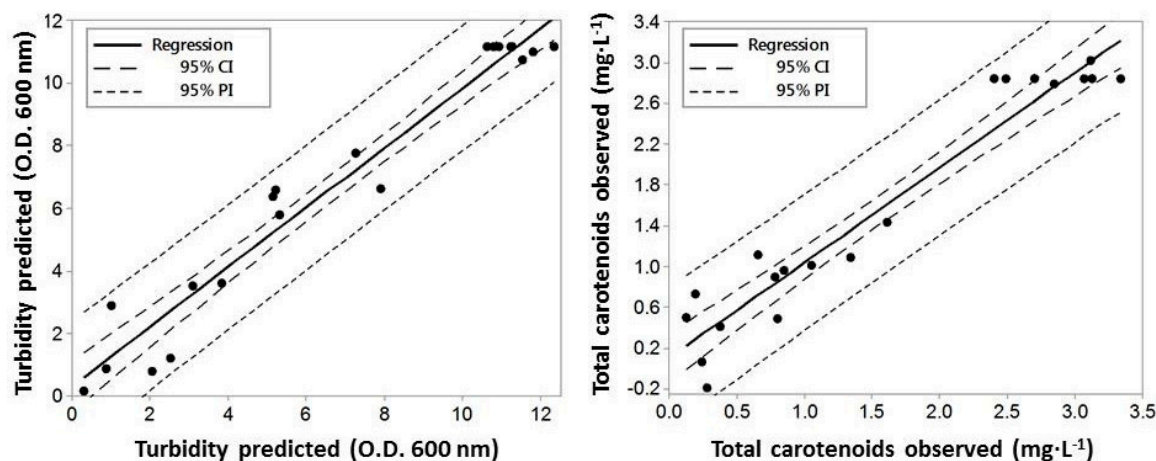 Turbidity predicted (O.D. 600 nm)
12
10
8
6
4
2
0
Regression
95% CI
95% PI
0 2 4 6 8 10 12
Turbidity predicted (O.D. 600 nm)
Total carotenoids observed (mg·L⁻¹)
3.4
3.0
2.6
2.2
1.8
1.4
1.0
0.6
0.2
-0.2
Regression
95% CI
95% PI
0.0 0.5 1.0 1.5 2.0 2.5 3.0 3.5
Total carotenoids observed (mg·L⁻¹)